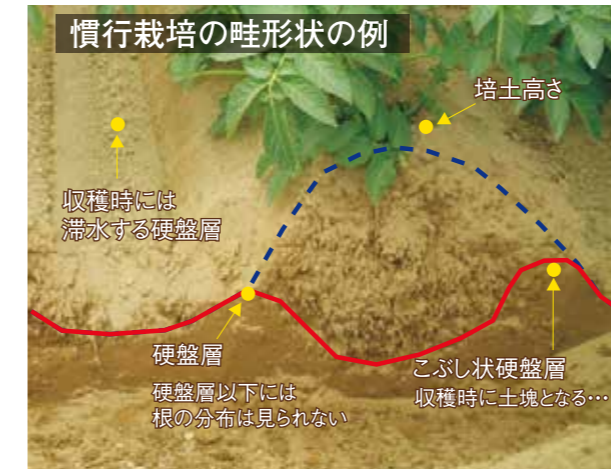 慣行栽培の畦形状の例
培土高さ
収穫時には
滞水する硬盤層
硬盤層
硬盤層以下には
根の分布は見られない
こぶし状硬盤層
収穫時に土塊となる…